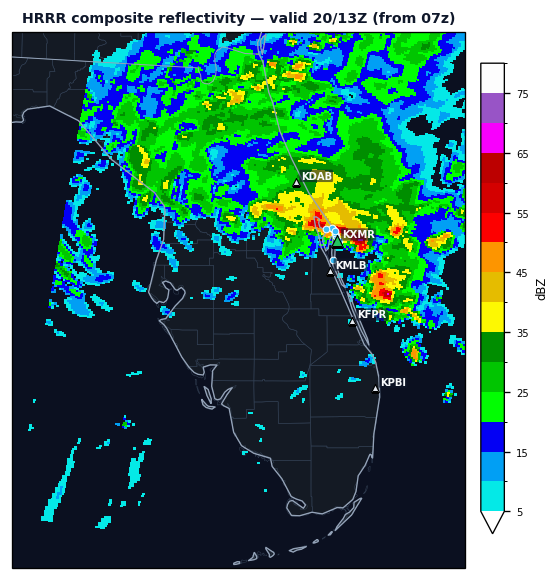 HRRR composite reflectivity — valid 20/13Z (from 07z)
KDAB
KXMR
KMLB
KFPR
KPBI
75
65
55
45
35
25
15
5
dBZ